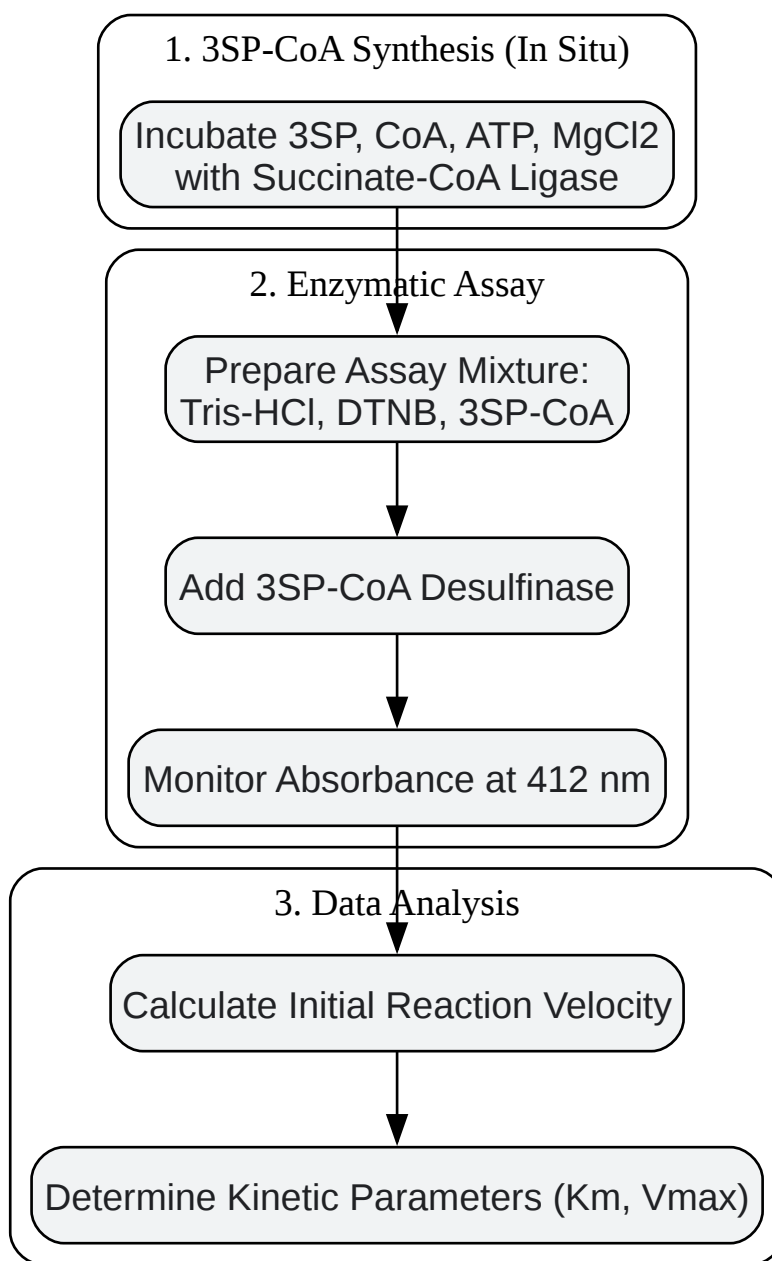 1. 3SP-CoA Synthesis (In Situ)
Incubate 3SP, CoA, ATP, MgCl2
with Succinate-CoA Ligase
2. Enzymatic Assay
Prepare Assay Mixture:
Tris-HCl, DTNB, 3SP-CoA
Add 3SP-CoA Desulfinase
Monitor Absorbance at 412 nm
3. Data Analysis
Calculate Initial Reaction Velocity
Determine Kinetic Parameters (Km, Vmax)